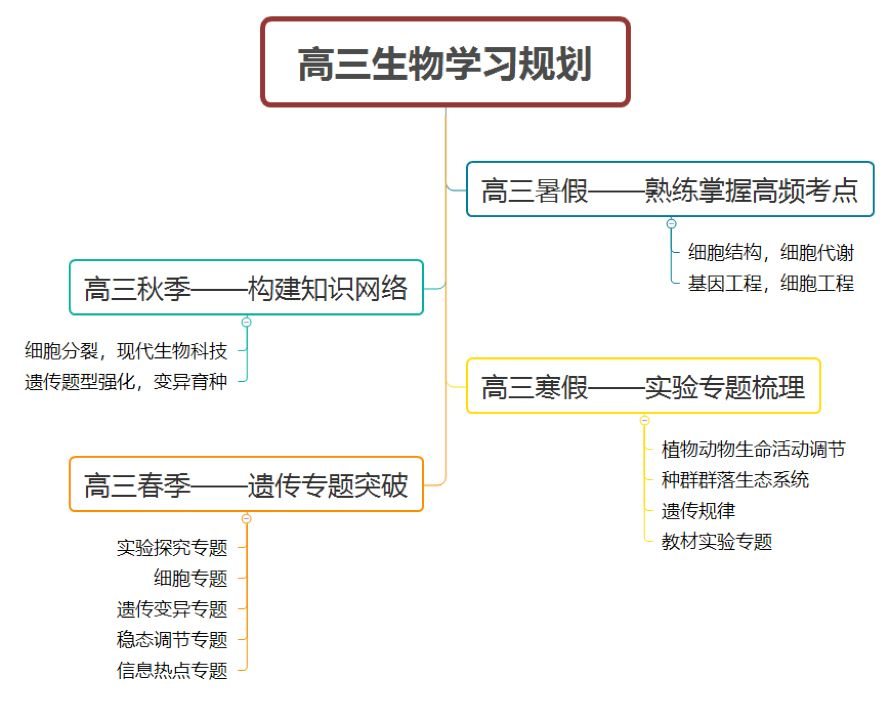 高三生物学习规划
高三暑假——熟练掌握高频考点
细胞结构，细胞代谢
基因工程，细胞工程
高三秋季——构建知识网络
细胞分裂，现代生物科技
遗传题型强化，变异育种
高三寒假——实验专题梳理
植物动物生命活动调节
种群群落生态系统
遗传规律
教材实验专题
高三春季——遗传专题突破
实验探究专题
细胞专题
遗传变异专题
稳态调节专题
信息热点专题